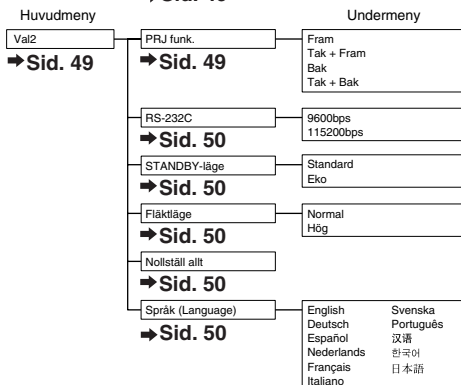 Huvudmeny
Undermeny
Val2
➡Sid. 49
PRJ funk.
➡Sid. 49
Fram
Tak + Fram
Bak
Tak + Bak
RS-232C
➡Sid. 50
9600bps
115200bps
STANDBY-läge
➡Sid. 50
Standard
Eko
Fläktläge
➡Sid. 50
Normal
Hög
Nollställ allt
➡Sid. 50
Språk (Language)
➡Sid. 50
English Svenska
Deutsch Português
Español 汉语
Nederlands 한국어
Français 日本語
Italiano